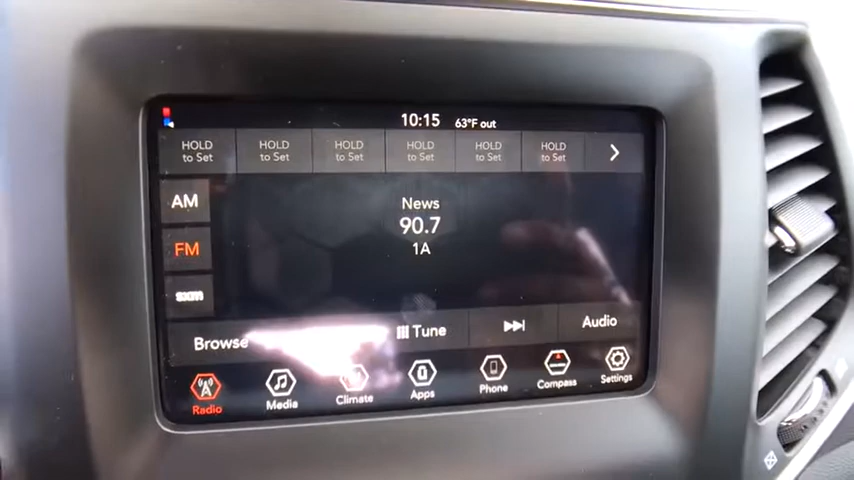 10:15 63°F out
HOLD to Set HOLD to Set HOLD to Set HOLD to Set HOLD to Set HOLD to Set
AM
News
90.7
FM
1A
sxm
Browse Tune Audio
Radio Media Climate Apps Phone Compass Settings